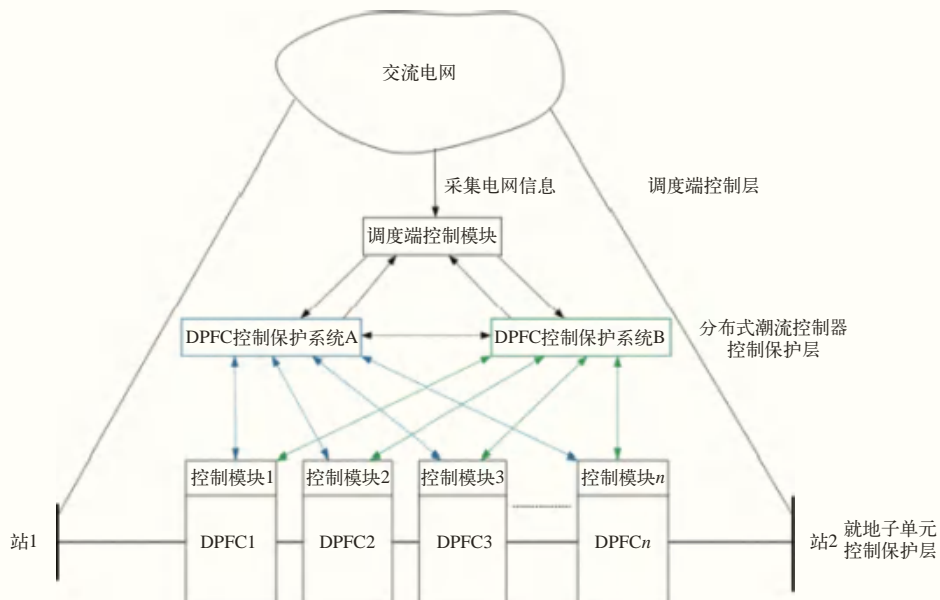 交流电网
采集电网信息
调度端控制层
调度端控制模块
DPFC控制保护系统A
DPFC控制保护系统B
分布式潮流控制器
控制保护层
控制模块1
控制模块2
控制模块3
控制模块n
站1
DPFC1
DPFC2
DPFC3
DPFCn
站2
就地子单元
控制保护层